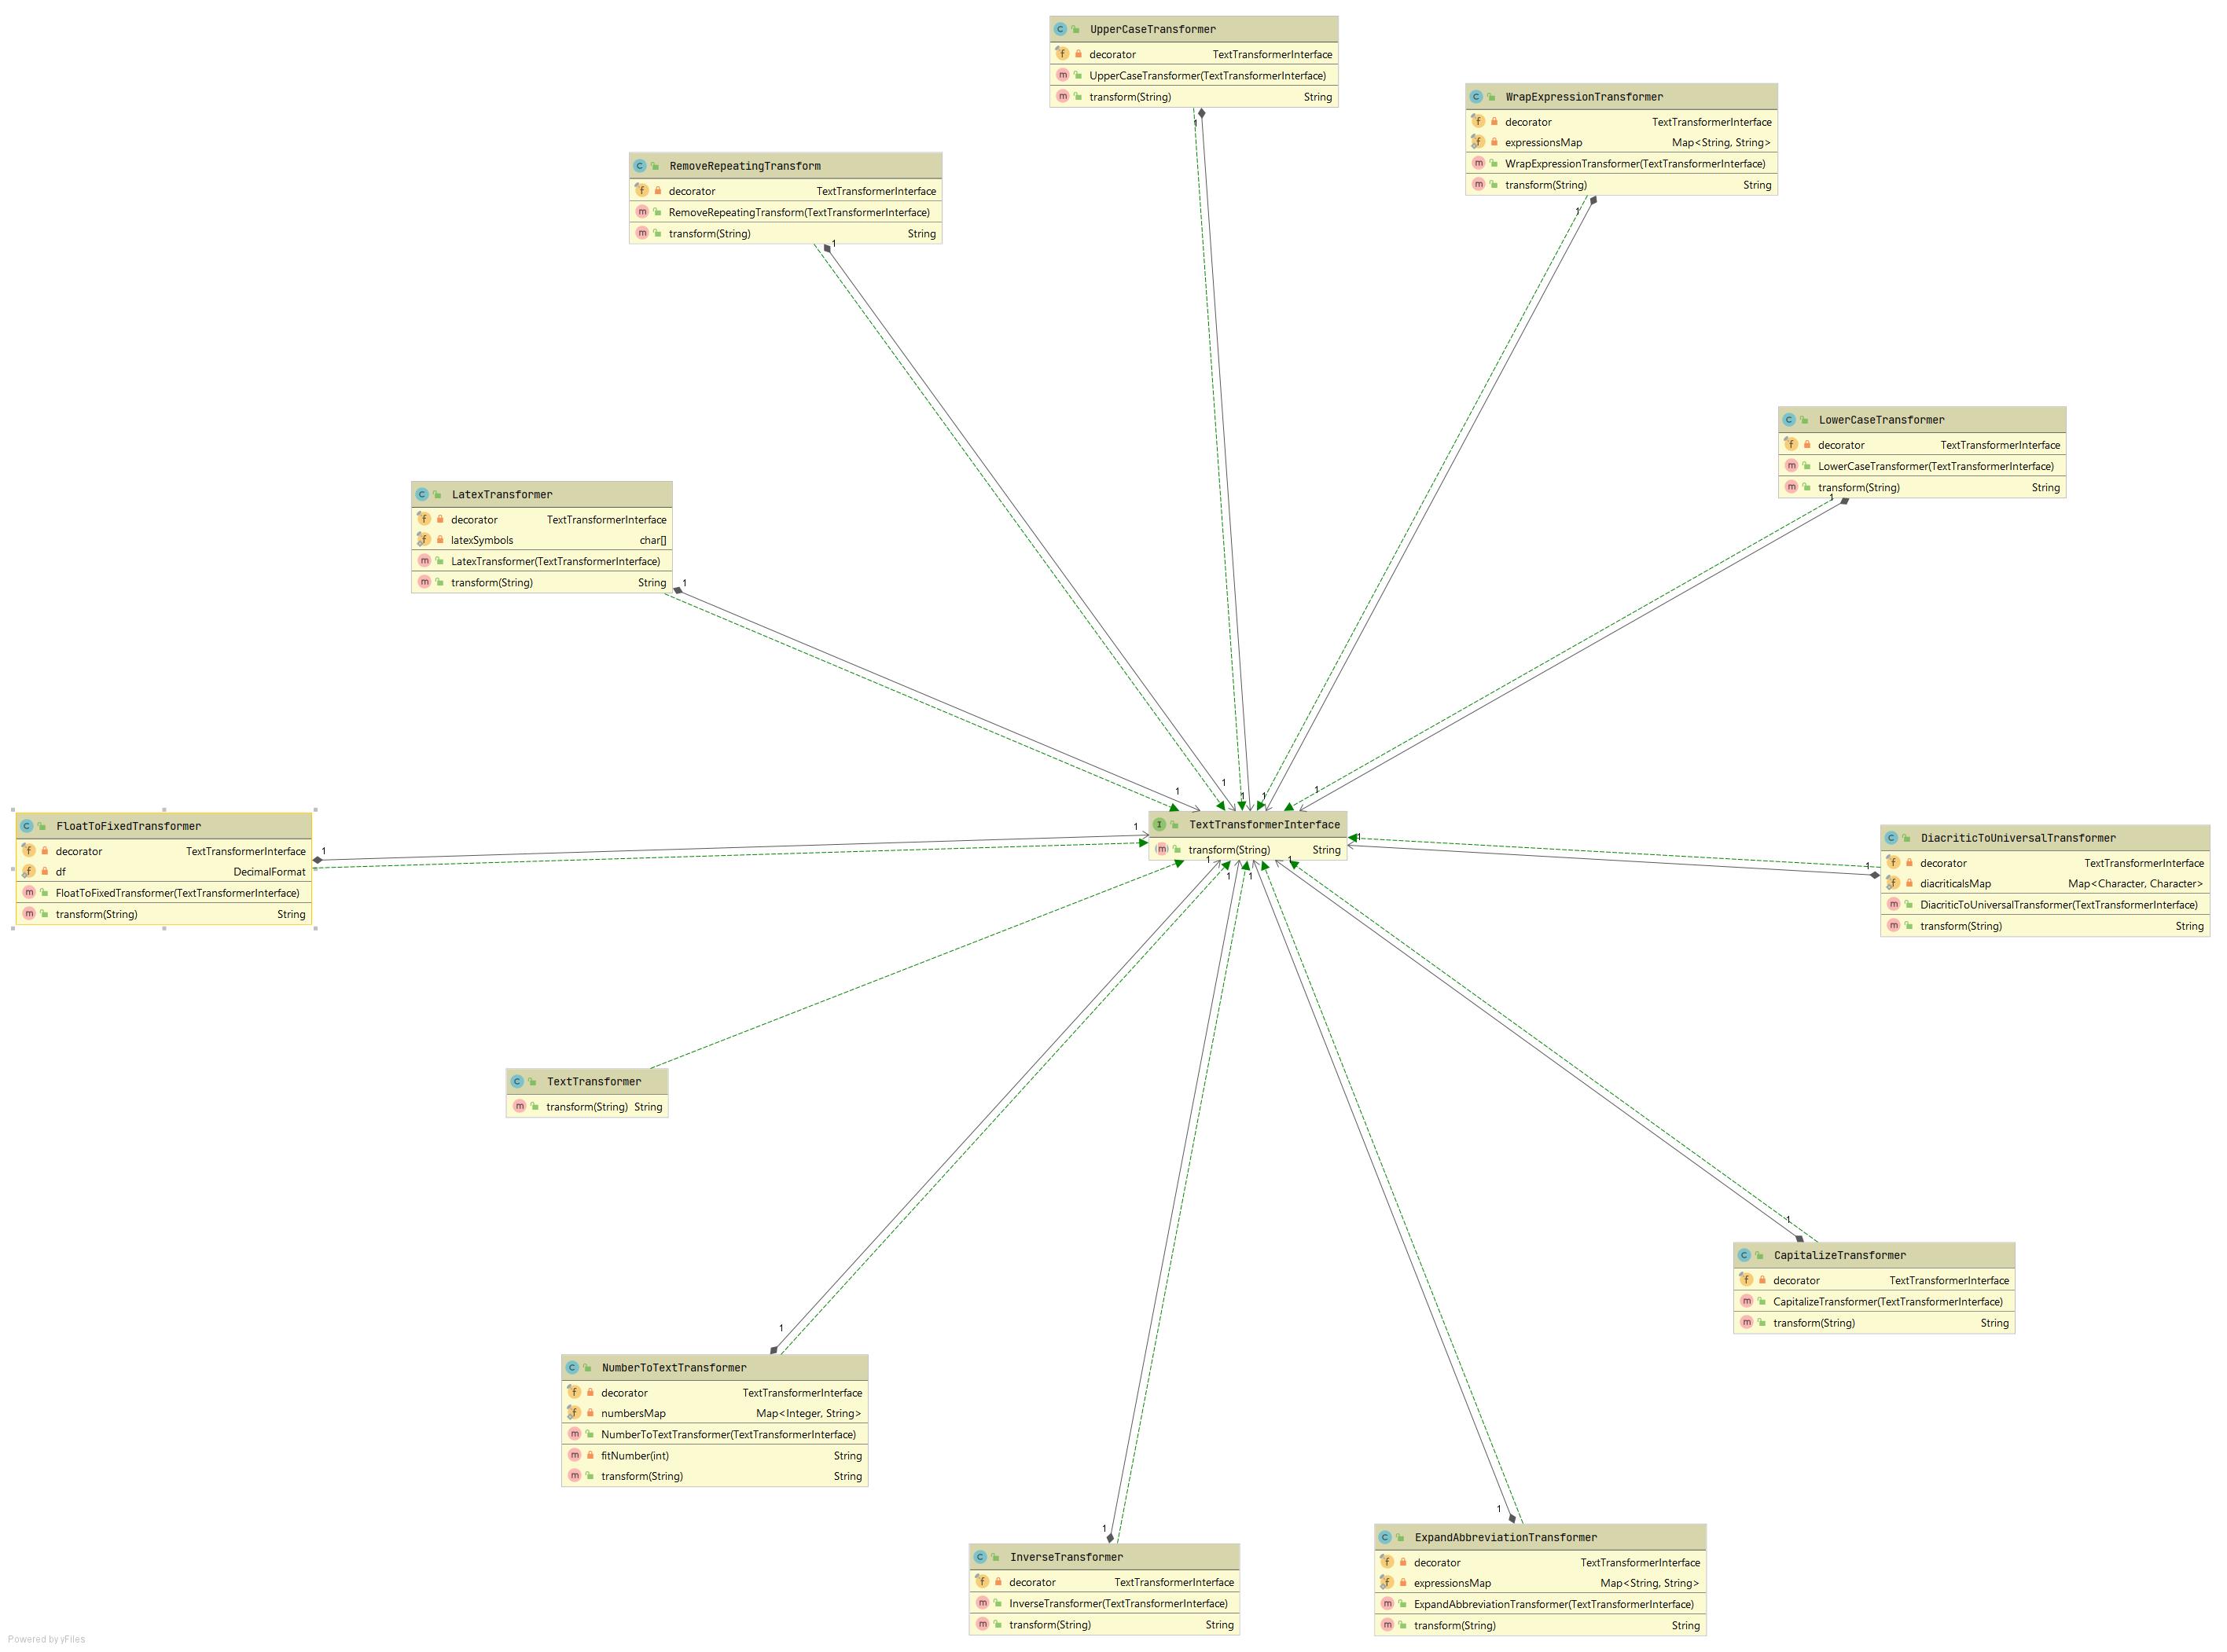 UpperCaseTransformer
decorator TextTransformerInterface
UpperCaseTransformer(TextTransformerInterface)
transform(String) String
1
WrapExpressionTransformer
decorator TextTransformerInterface
expressionsMap Map<String, String>
WrapExpressionTransformer(TextTransformerInterface)
transform(String) String
1
RemoveRepeatingTransform
decorator TextTransformerInterface
RemoveRepeatingTransform(TextTransformerInterface)
transform(String) String
1
LowerCaseTransformer
decorator TextTransformerInterface
LowerCaseTransformer(TextTransformerInterface)
transform(String) String
1
LatexTransformer
decorator TextTransformerInterface
latexSymbols char[]
LatexTransformer(TextTransformerInterface)
transform(String) String
1
1 1 1 1 1
FloatToFixedTransformer
decorator TextTransformerInterface
df DecimalFormat
FloatToFixedTransformer(TextTransformerInterface)
transform(String) String
1
1
TextTransformerInterface
transform(String) String
1
1 1 1 1
DiacriticToUniversalTransformer
decorator TextTransformerInterface
diacriticalsMap Map<Character, Character>
DiacriticToUniversalTransformer(TextTransformerInterface)
transform(String) String
1
TextTransformer
transform(String) String
1
CapitalizeTransformer
decorator TextTransformerInterface
CapitalizeTransformer(TextTransformerInterface)
transform(String) String
1
NumberToTextTransformer
decorator TextTransformerInterface
numbersMap Map<Integer, String>
NumberToTextTransformer(TextTransformerInterface)
fitNumber(int) String
transform(String) String
1
InverseTransformer
decorator TextTransformerInterface
InverseTransformer(TextTransformerInterface)
transform(String) String
1
ExpandAbbreviationTransformer
decorator TextTransformerInterface
expressionsMap Map<String, String>
ExpandAbbreviationTransformer(TextTransformerInterface)
transform(String) String
Powered by yFiles